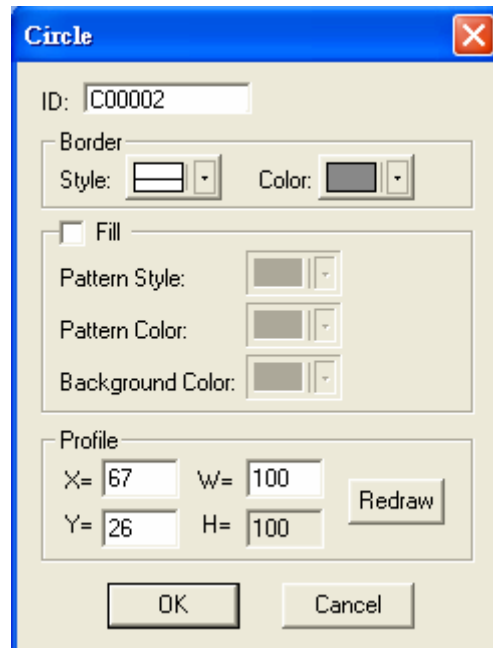 Circle
ID: C00002
Border
Style: Color:
Fill
Pattern Style:
Pattern Color:
Background Color:
Profile
X= 67 W= 100
Y= 26 H= 100
Redraw
OK Cancel